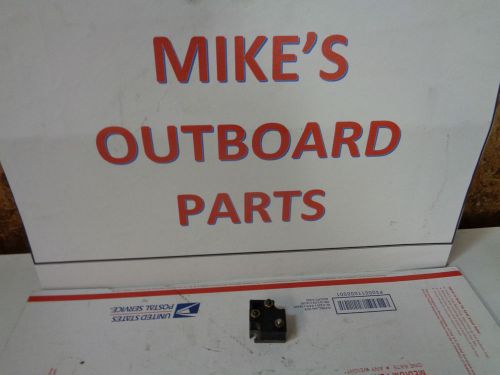 MIKE'S
OUTBOARD
PARTS
UNITED STATES
POSTAL SERVICE®